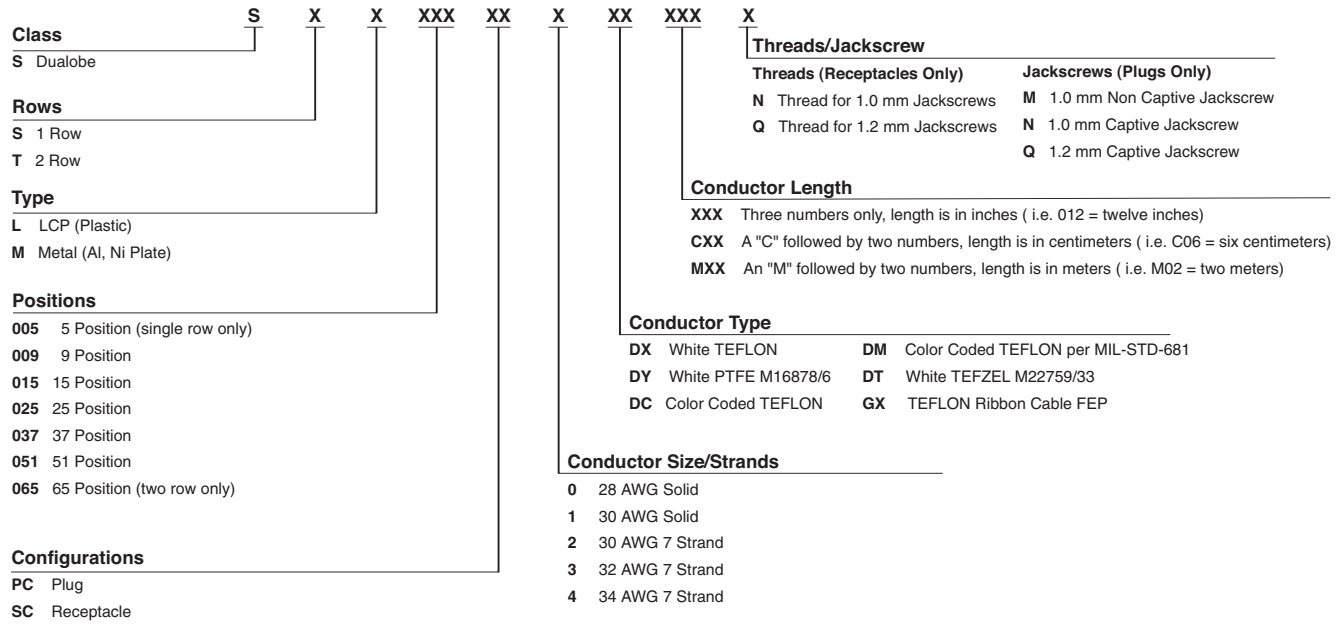 S X X XXX XX X XX XXX X
Class
S Dualobe
Rows
S 1 Row
T 2 Row
Type
L LCP (Plastic)
M Metal (Al, Ni Plate)
Positions
005 5 Position (single row only)
009 9 Position
015 15 Position
025 25 Position
037 37 Position
051 51 Position
065 65 Position (two row only)
Configurations
PC Plug
SC Receptacle
Conductor Size/Strands
0 28 AWG Solid
1 30 AWG Solid
2 30 AWG 7 Strand
3 32 AWG 7 Strand
4 34 AWG 7 Strand
Conductor Type
DX White TEFLON
DY White PTFE M16878/6
DC Color Coded TEFLON
DM Color Coded TEFLON per MIL-STD-681
DT White TEFZEL M22759/33
GX TEFLON Ribbon Cable FEP
Conductor Length
XXX Three numbers only, length is in inches ( i.e. 012 = twelve inches)
CXX A "C" followed by two numbers, length is in centimeters ( i.e. C06 = six centimeters)
MXX An "M" followed by two numbers, length is in meters ( i.e. M02 = two meters)
Threads/Jackscrew
Threads (Receptacles Only)
N Thread for 1.0 mm Jackscrews
Q Thread for 1.2 mm Jackscrews
Jackscrews (Plugs Only)
M 1.0 mm Non Captive Jackscrew
N 1.0 mm Captive Jackscrew
Q 1.2 mm Captive Jackscrew